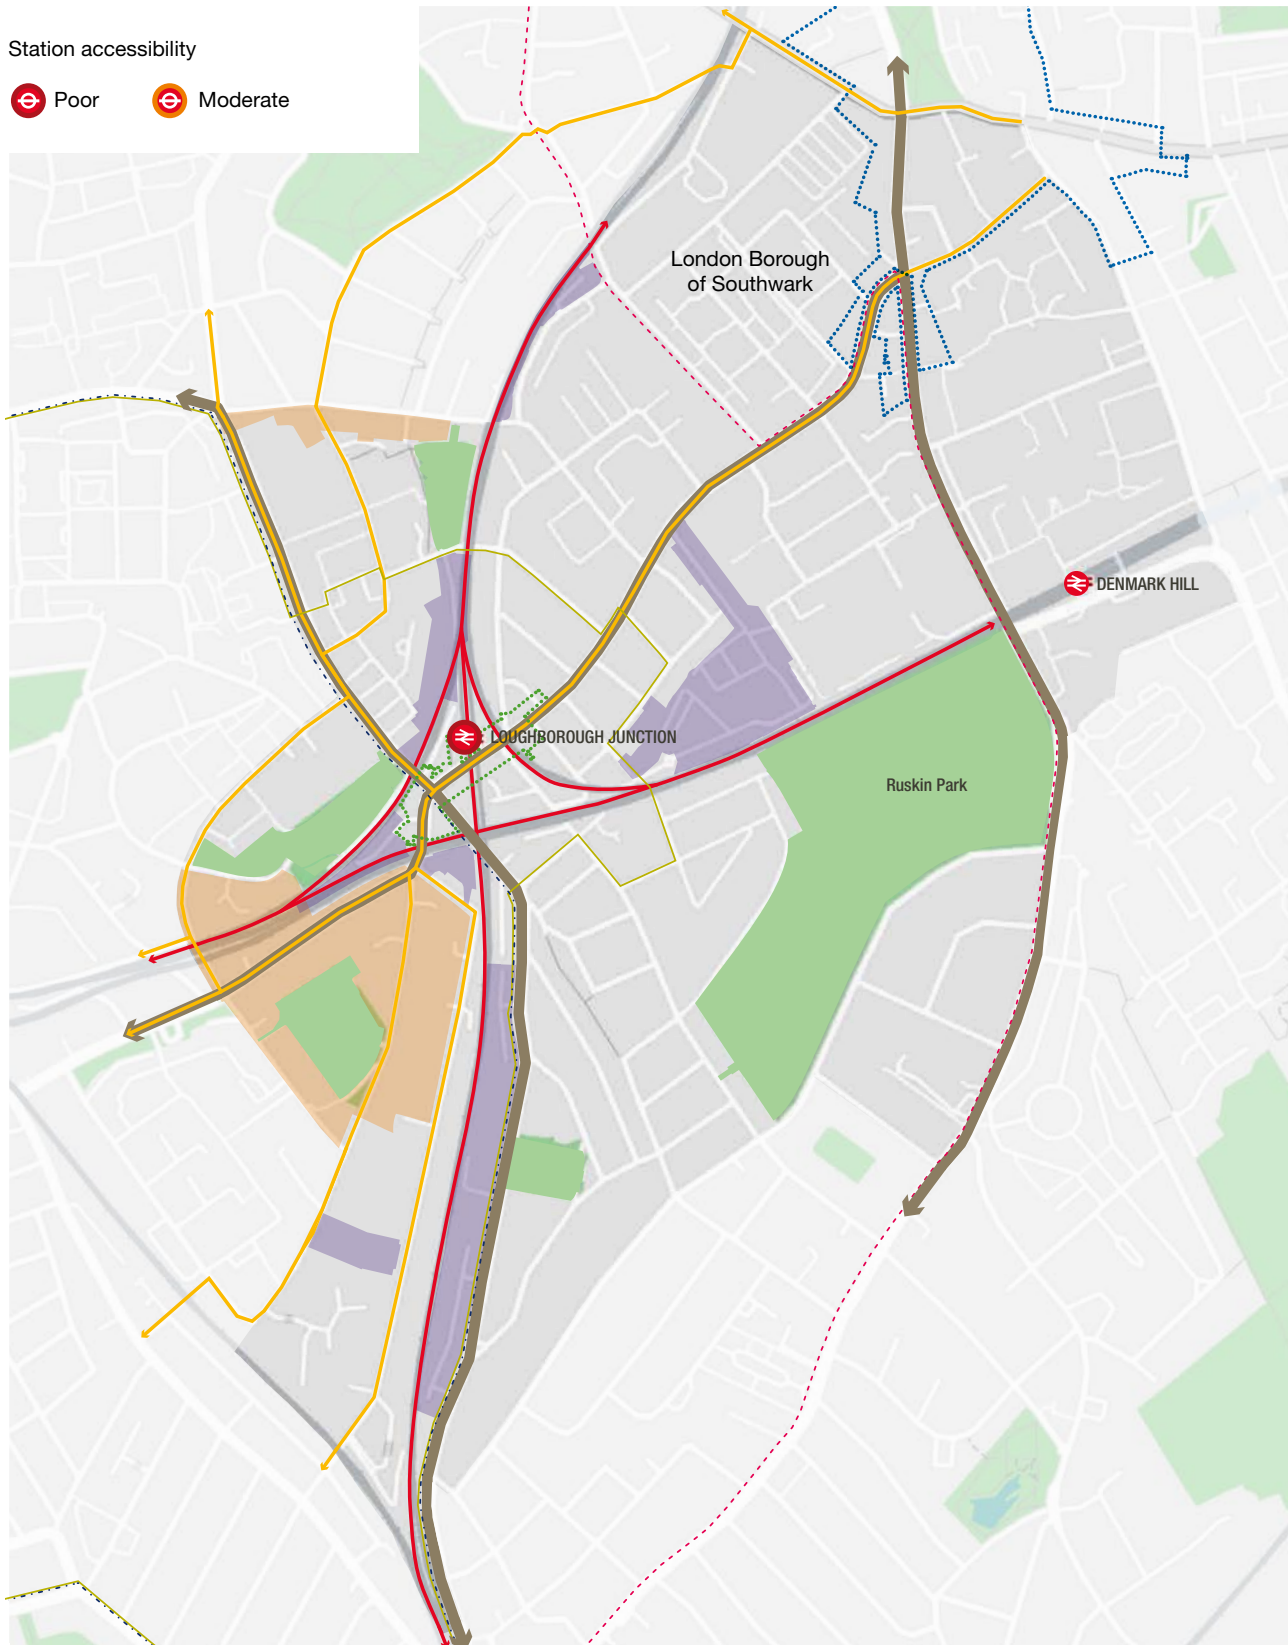 Station accessibility
Poor
Moderate
London Borough
of Southwark
DENMARK HILL
LOUGHBOROUGH JUNCTION
Ruskin Park